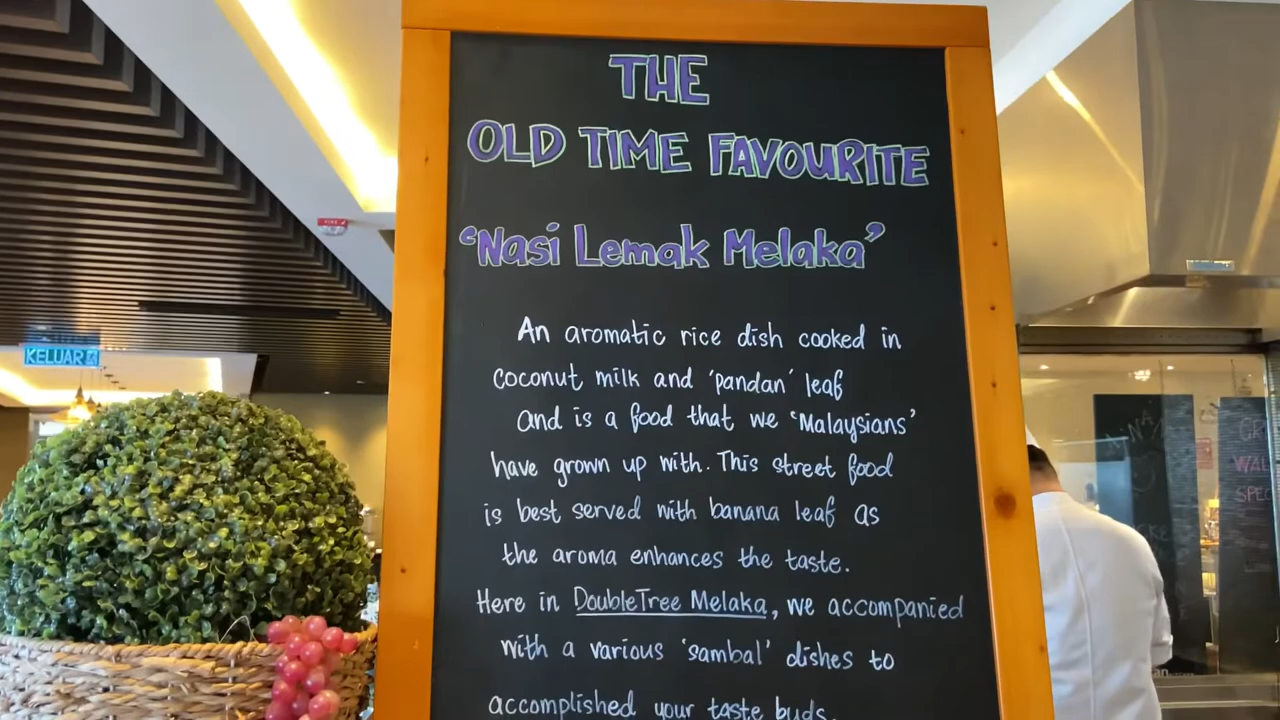 THE
OLD TIME FAVOURITE
'Nasi Lemak Melaka'
An aromatic rice dish cooked in
coconut milk and 'pandan' leaf
and is a food that we 'Malaysians'
have grown up with. This street food
is best served with banana leaf as
the aroma enhances the taste.
Here in DoubleTree Melaka, we accompanied
with a various 'sambal' dishes to
accomplished your taste buds.
KELUAR